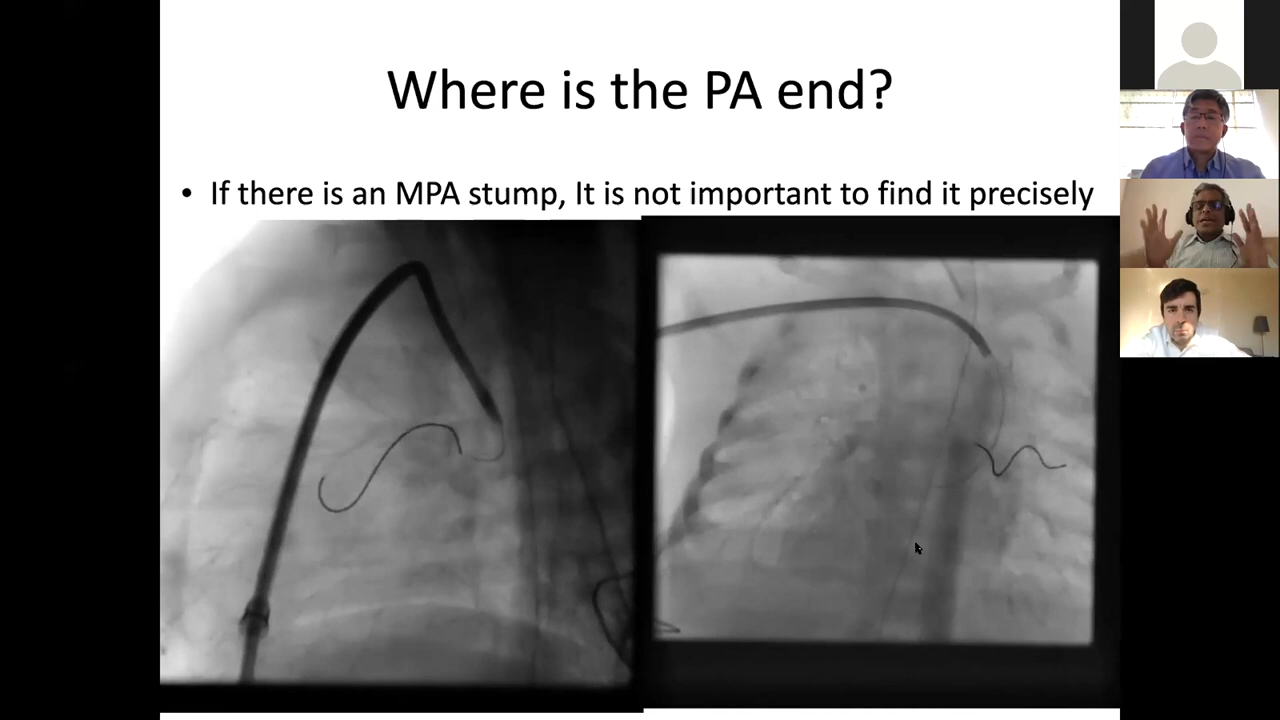 Where is the PA end?
• If there is an MPA stump, It is not important to find it precisely